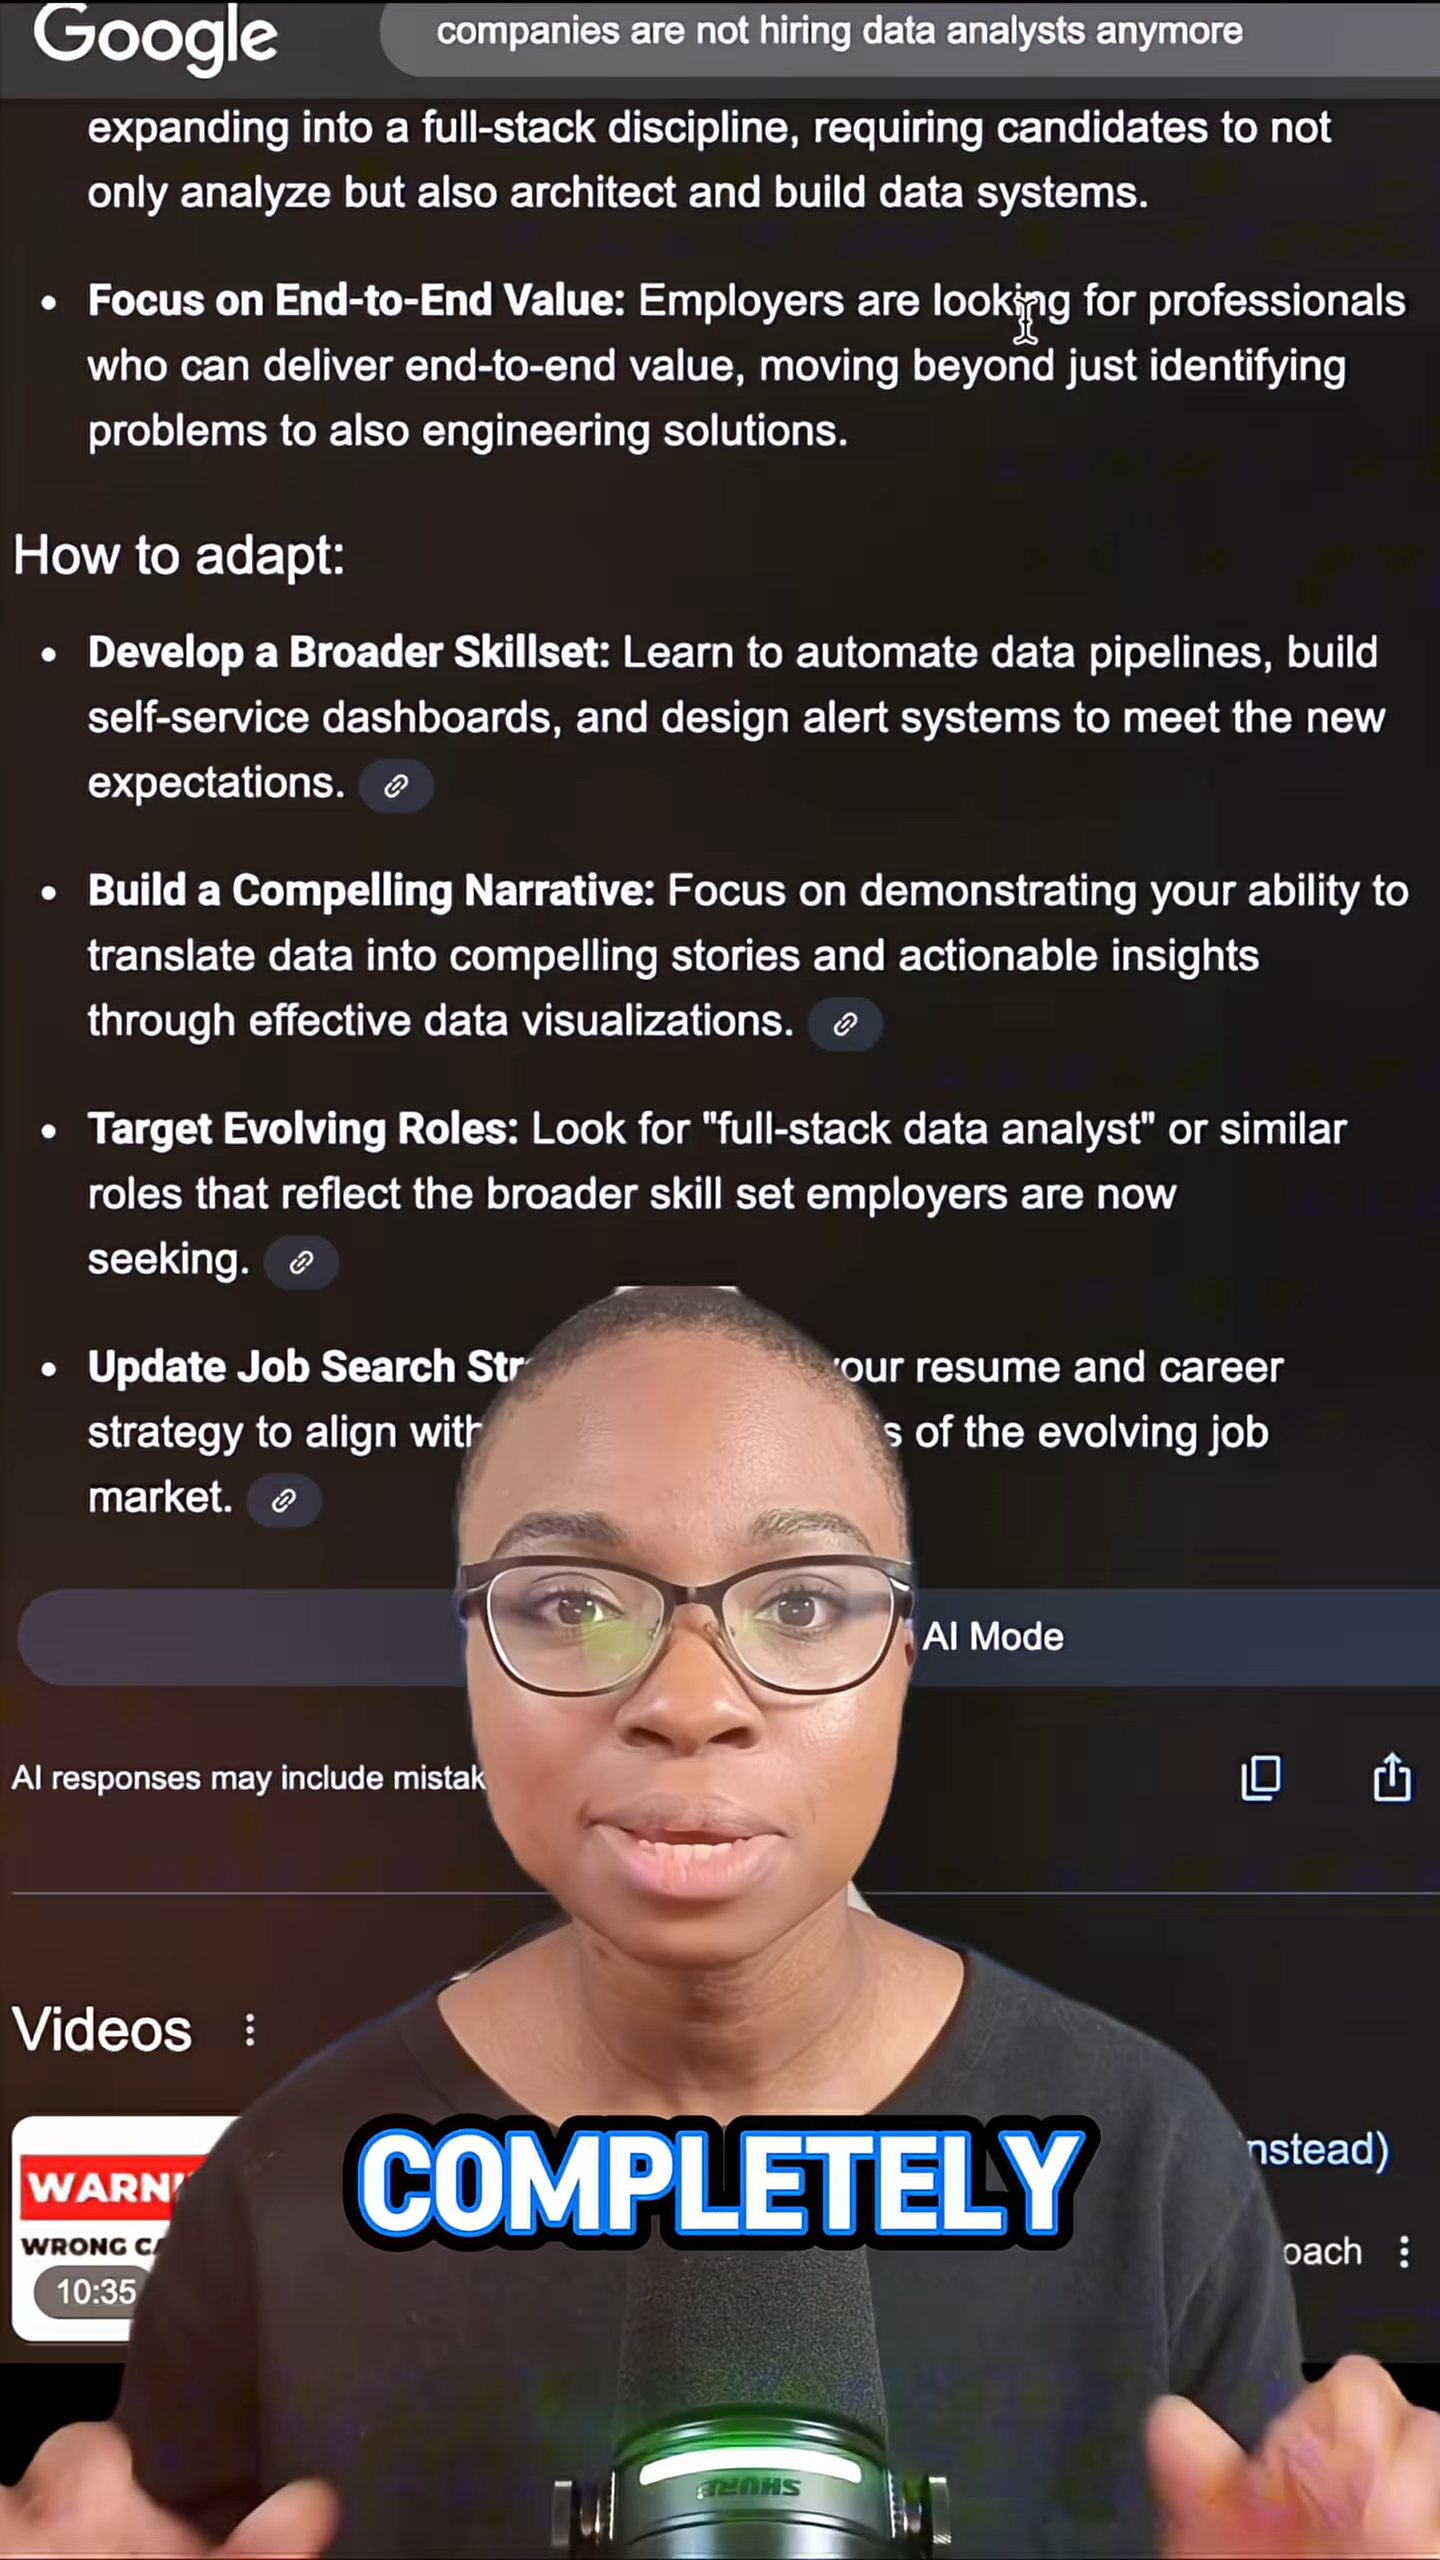 Google
companies are not hiring data analysts anymore
expanding into a full-stack discipline, requiring candidates to not
only analyze but also architect and build data systems.
• Focus on End-to-End Value: Employers are looking for professionals
who can deliver end-to-end value, moving beyond just identifying
problems to also engineering solutions.
How to adapt:
• Develop a Broader Skillset: Learn to automate data pipelines, build
self-service dashboards, and design alert systems to meet the new
expectations.
• Build a Compelling Narrative: Focus on demonstrating your ability to
translate data into compelling stories and actionable insights
through effective data visualizations.
• Target Evolving Roles: Look for "full-stack data analyst" or similar
roles that reflect the broader skill set employers are now
seeking.
• Update Job Search our resume and career
strategy to align with of the evolving job
market.
AI Mode
AI responses may include
Videos
WRONG
10:35
COMPLETELY
SHURE